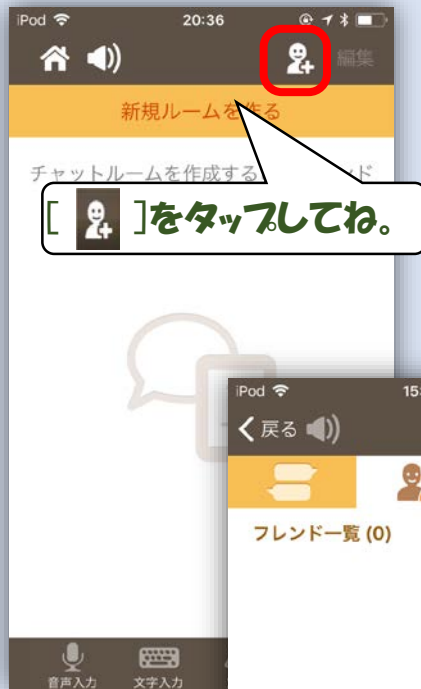 iPod 20:36
編集
新規ルームを作る
チャットルームを作成する
[ ]をタップしてね。
iPod 15:
戻る
フレンド一覧 (0)
音声入力 文字入力